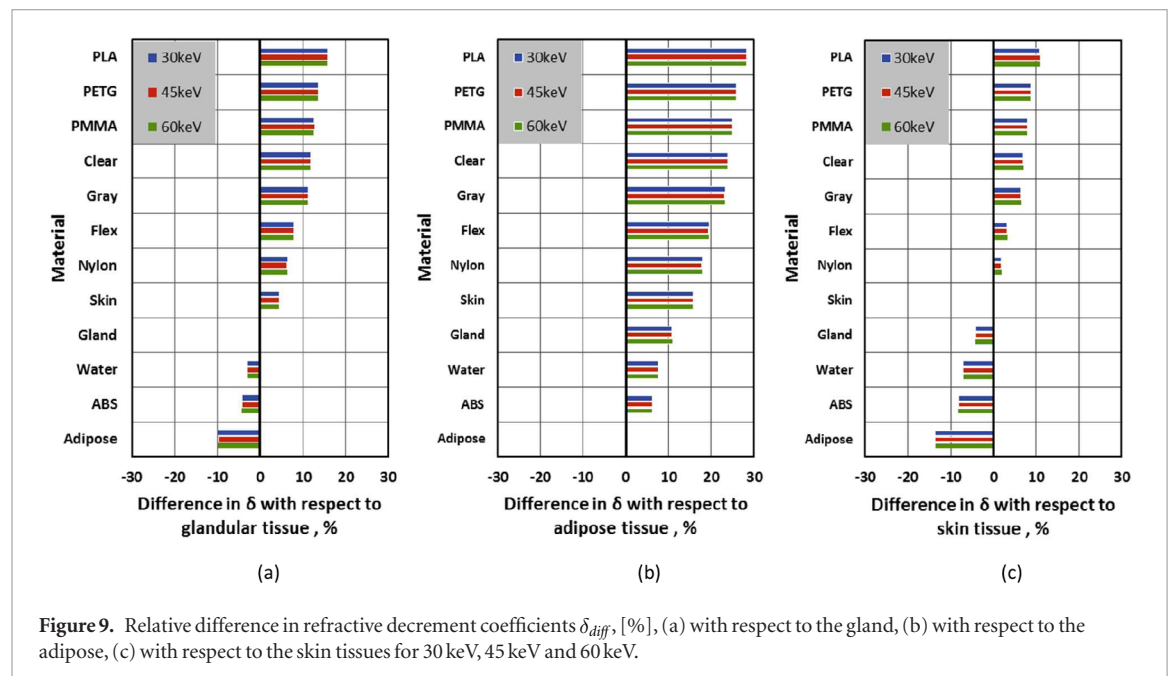 30keV
45keV
60keV
Material
PLA
PETG
PMMA
Clear
Gray
Flex
Nylon
Skin
Gland
Water
ABS
Adipose
-30 -20 -10 0 10 20 30
Difference in δ with respect to
glandular tissue , %
(a)
30keV
45keV
60keV
Material
PLA
PETG
PMMA
Clear
Gray
Flex
Nylon
Skin
Gland
Water
ABS
Adipose
-30 -20 -10 0 10 20 30
Difference in δ with respect to
adipose tissue , %
(b)
30keV
45keV
60keV
Material
PLA
PETG
PMMA
Clear
Gray
Flex
Nylon
Skin
Gland
Water
ABS
Adipose
-30 -20 -10 0 10 20 30
Difference in δ with respect to
skin tissue , %
(c)
Figure 9. Relative difference in refractive decrement coefficients δdiff, [%], (a) with respect to the gland, (b) with respect to the
adipose, (c) with respect to the skin tissues for 30 keV, 45 keV and 60 keV.